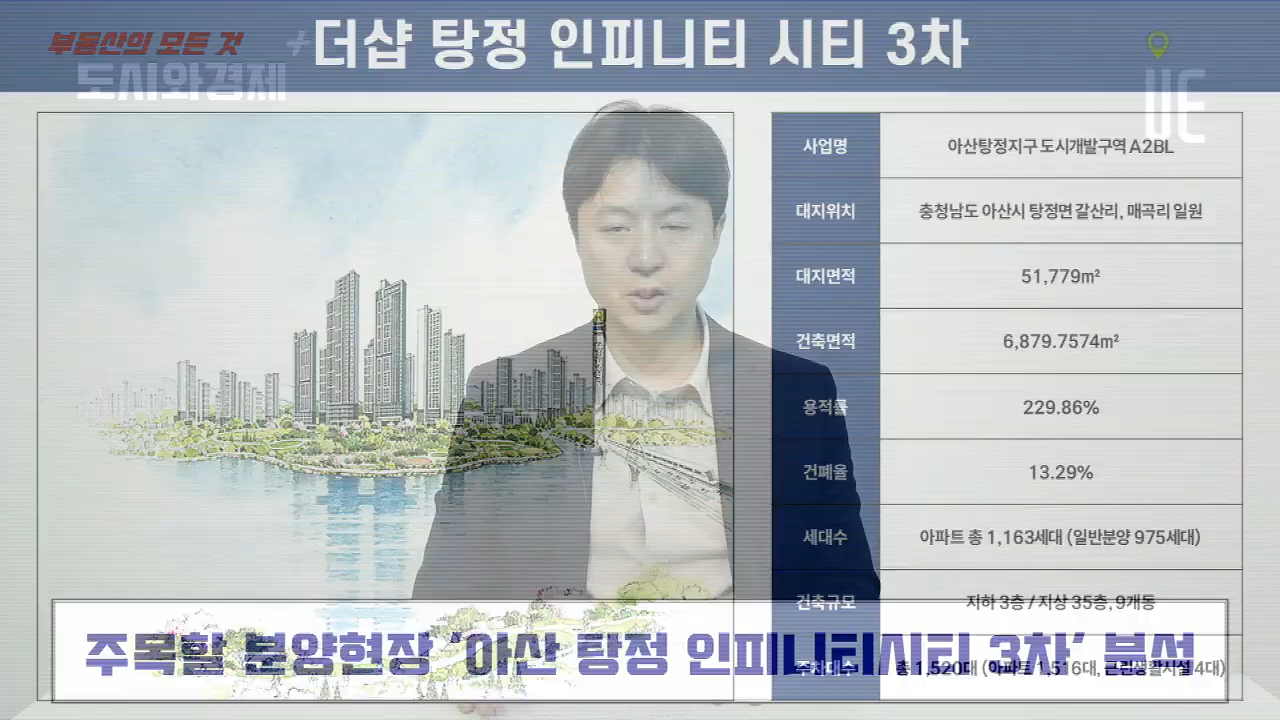 더샵 탕정 인피니티 시티 3차
부동산의 모든 것
도시와경제
UE
사업명 아산탕정지구 도시개발구역 A2BL
대지위치 충청남도 아산시 탕정면 갈산리, 매곡리 일원
대지면적 51,779m²
건축면적 6,879.7574m²
용적률 229.86%
건폐율 13.29%
세대수 아파트 총 1,163세대 (일반분양 975세대)
건축규모 지하 3층 / 지상 35층, 9개동
주차대수 총 1,520대 (아파트 1,516대, 근린생활시설 4대)
주목할 분양현장 ‘아산 탕정 인피니티시티 3차’ 분석